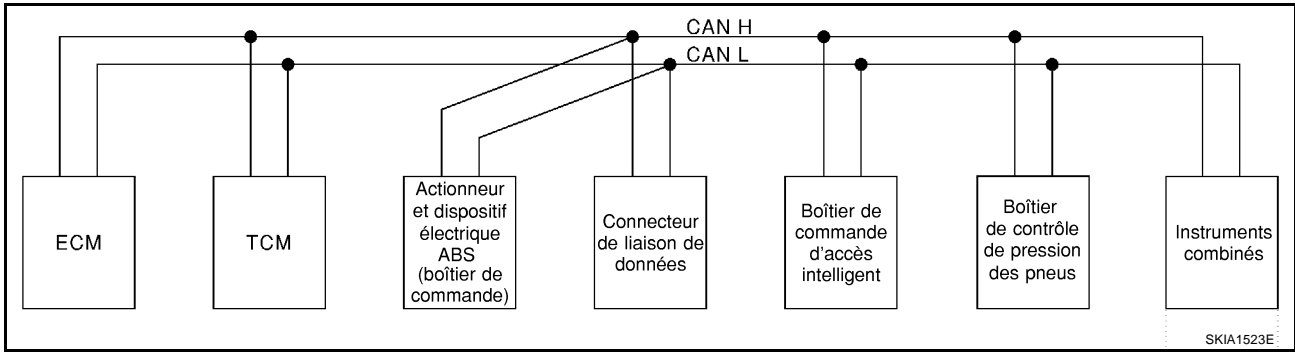 CAN H
CAN L
ECM
TCM
Actionneur
et dispositif
électrique
ABS
(boîtier de
commande)
Connecteur
de liaison de
données
Boîtier de
commande
d'accès
intelligent
Boîtier
de contrôle
de pression
des pneus
Instruments
combinés
SKIA1523E